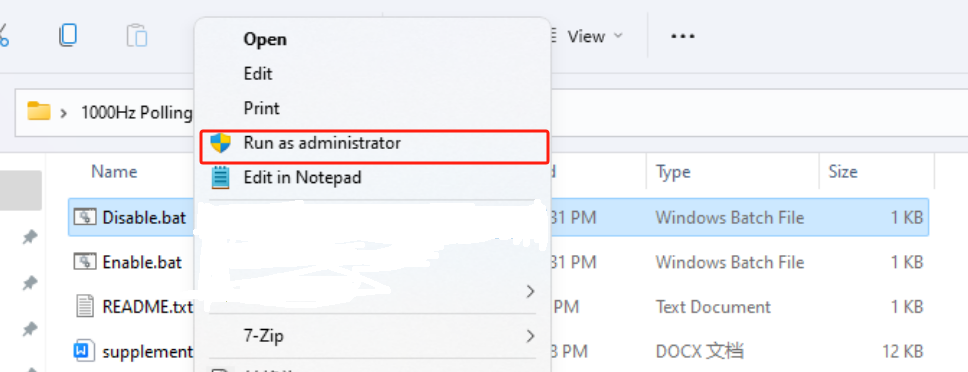 View
1000Hz Polling
Name
Type
Size
Disable.bat
31 PM
Windows Batch File
1 KB
Enable.bat
31 PM
Windows Batch File
1 KB
README.txt
PM
Text Document
1 KB
supplement
3 PM
DOCX 文档
12 KB
Open
Edit
Print
Run as administrator
Edit in Notepad
7-Zip